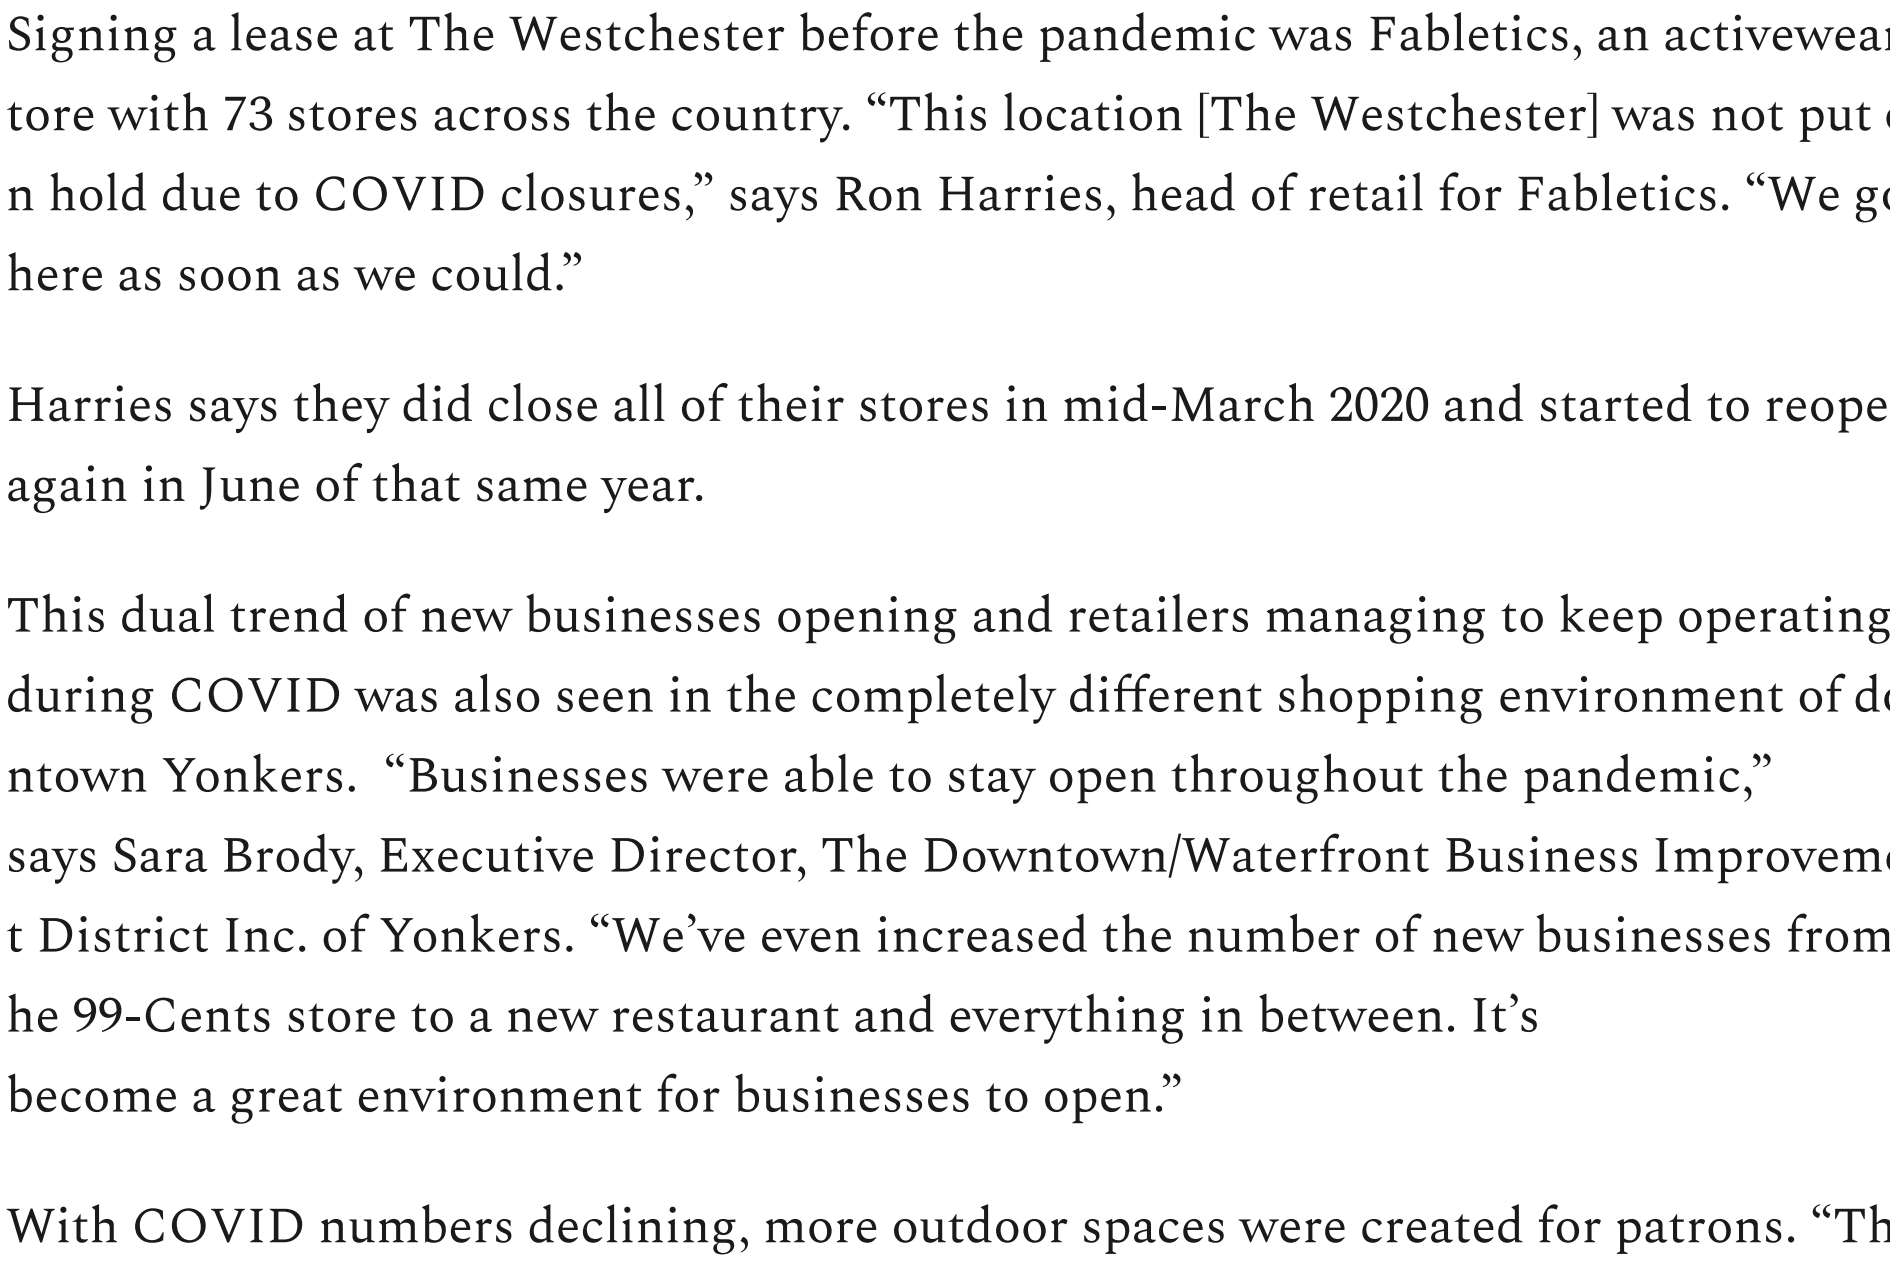 Signing a lease at The Westchester before the pandemic was Fabletics, an activewear
tore with 73 stores across the country. “This location [The Westchester] was not put
n hold due to COVID closures,” says Ron Harries, head of retail for Fabletics. “We go
here as soon as we could.”
Harries says they did close all of their stores in mid-March 2020 and started to reope
again in June of that same year.
This dual trend of new businesses opening and retailers managing to keep operating
during COVID was also seen in the completely different shopping environment of do
ntown Yonkers.  “Businesses were able to stay open throughout the pandemic,”
says Sara Brody, Executive Director, The Downtown/Waterfront Business Improveme
t District Inc. of Yonkers. “We’ve even increased the number of new businesses from
he 99-Cents store to a new restaurant and everything in between. It’s
become a great environment for businesses to open.”
With COVID numbers declining, more outdoor spaces were created for patrons. “Th